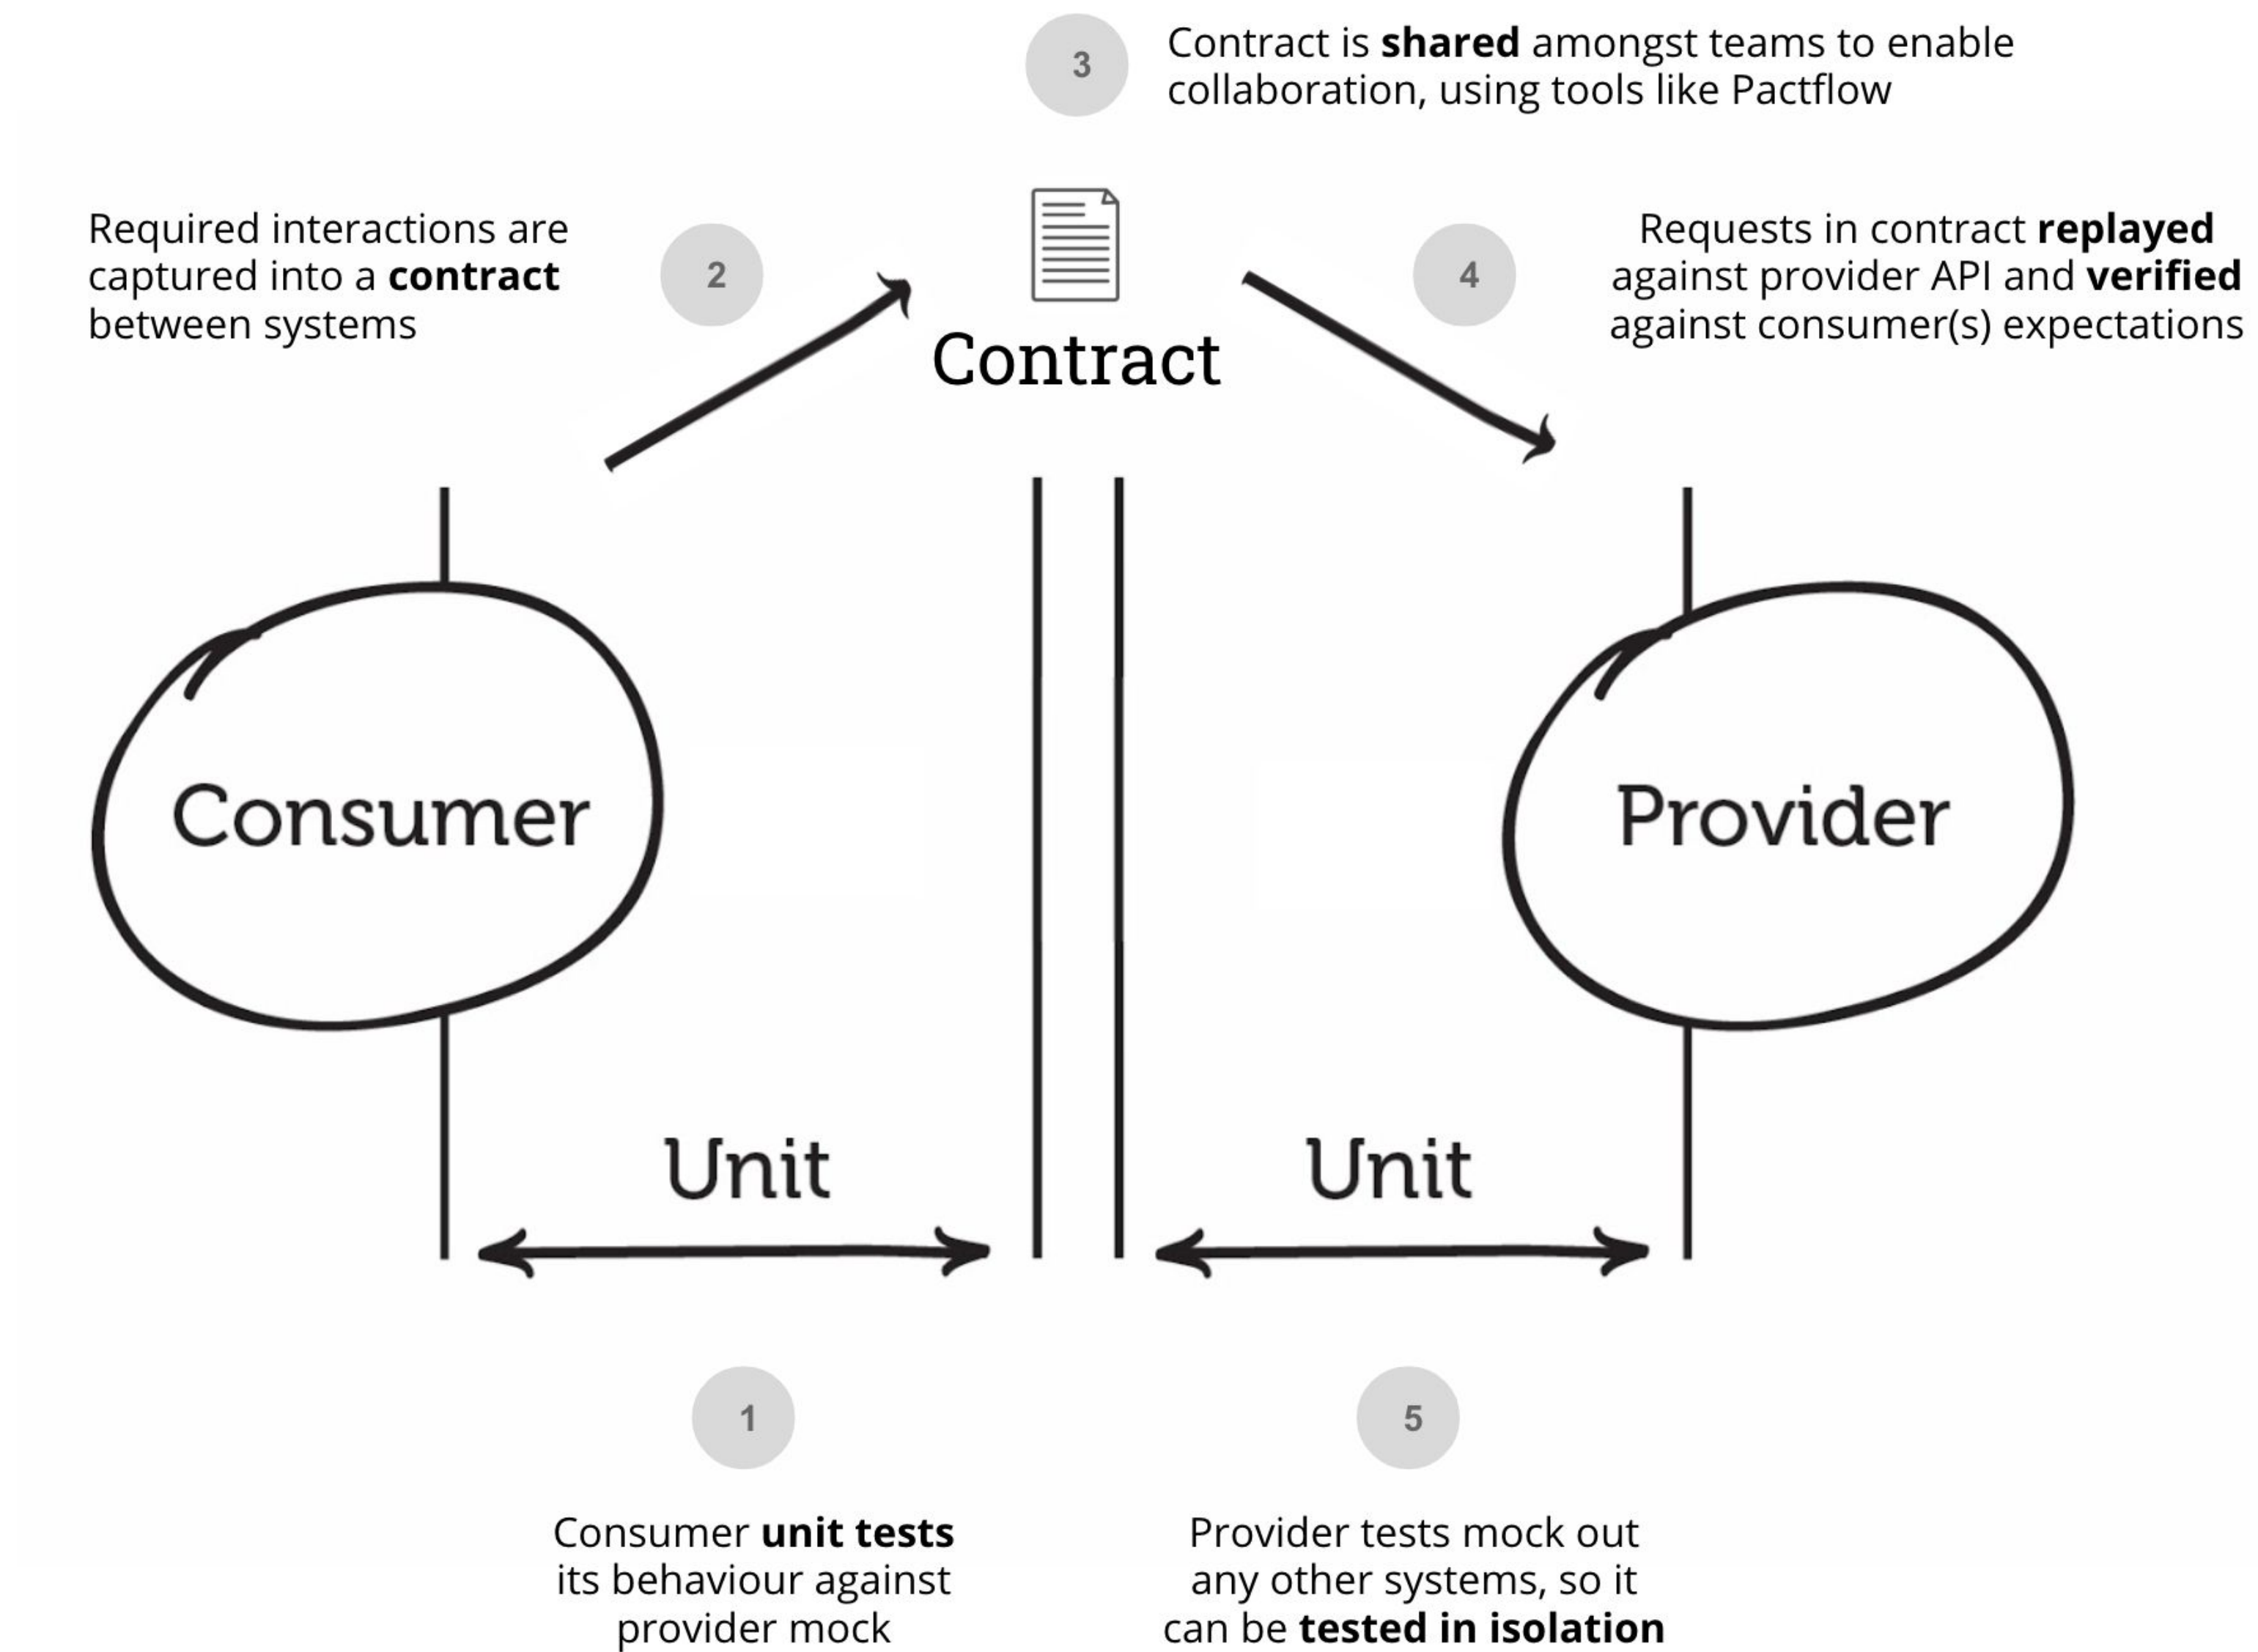 3
Contract is shared amongst teams to enable
collaboration, using tools like Pactflow
Required interactions are
captured into a contract
between systems
2
Contract
4
Requests in contract replayed
against provider API and verified
against consumer(s) expectations
Consumer
Provider
Unit
Unit
1
Consumer unit tests
its behaviour against
provider mock
5
Provider tests mock out
any other systems, so it
can be tested in isolation